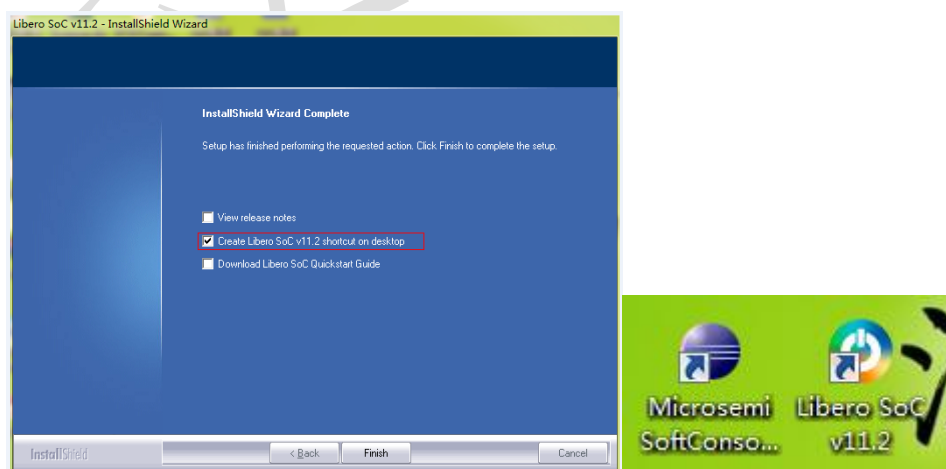 Libero SoC v11.2 - InstallShield Wizard
InstallShield Wizard Complete
Setup has finished performing the requested action. Click Finish to complete the setup.
View release notes
Create Libero SoC v11.2 shortcut on desktop
Download Libero SoC Quickstart Guide
InstallShield
< Back
Finish
Cancel
Microsemi
SoftConso...
Libero SoC
v11.2